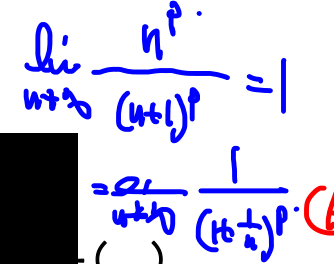 lim n→∞ n^p / (n+1)^p = 1
= lim n→∞ 1 / (1+1/n)^p · (
( )